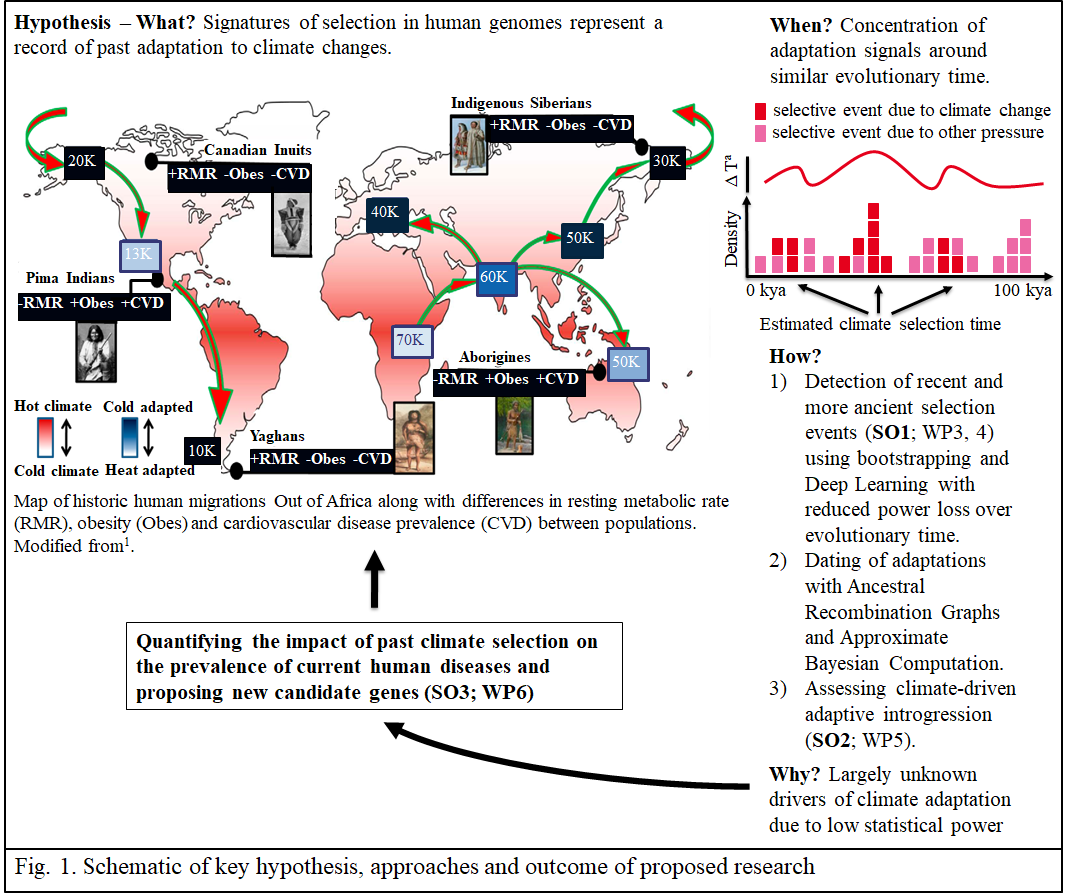 Hypothesis – What? Signatures of selection in human genomes represent a
record of past adaptation to climate changes.
20K
Canadian Inuits
+RMR -Obes -CVD
13K
Pima Indians
-RMR +Obes +CVD
Indigenous Siberians
+RMR -Obes -CVD
30K
40K
50K
60K
70K
50K
Aborigines
-RMR +Obes +CVD
10K
Yaghans
+RMR -Obes -CVD
Hot climate
Cold climate
Cold adapted
Heat adapted
Map of historic human migrations Out of Africa along with differences in resting metabolic rate
(RMR), obesity (Obes) and cardiovascular disease prevalence (CVD) between populations.
Modified from1.
Quantifying the impact of past climate selection on
the prevalence of current human diseases and
proposing new candidate genes (SO3; WP6)
When? Concentration of
adaptation signals around
similar evolutionary time.
selective event due to climate change
selective event due to other pressure
Δ Tª
Density
0 kya
100 kya
Estimated climate selection time
How?
1) Detection of recent and
more ancient selection
events (SO1; WP3, 4)
using bootstrapping and
Deep Learning with
reduced power loss over
evolutionary time.
2) Dating of adaptations
with Ancestral
Recombination Graphs
and Approximate
Bayesian Computation.
3) Assessing climate-driven
adaptive introgression
(SO2; WP5).
Why? Largely unknown
drivers of climate adaptation
due to low statistical power
Fig. 1. Schematic of key hypothesis, approaches and outcome of proposed research